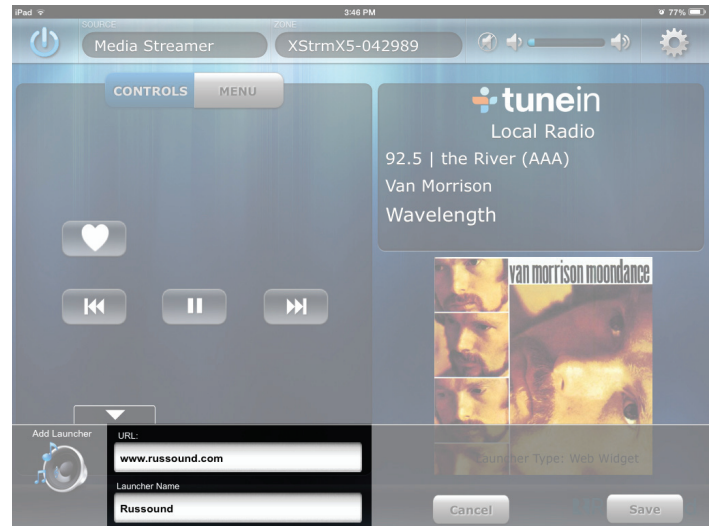 iPad 3:46 PM 77%
SOURCE ZONE
Media Streamer XStrmX5-042989
CONTROLS MENU
tunein
Local Radio
92.5 | the River (AAA)
Van Morrison
Wavelength
van morrison moondance
Add Launcher
URL:
www.russound.com
Launcher Type: Web Widget
Launcher Name
Russound
Cancel Save